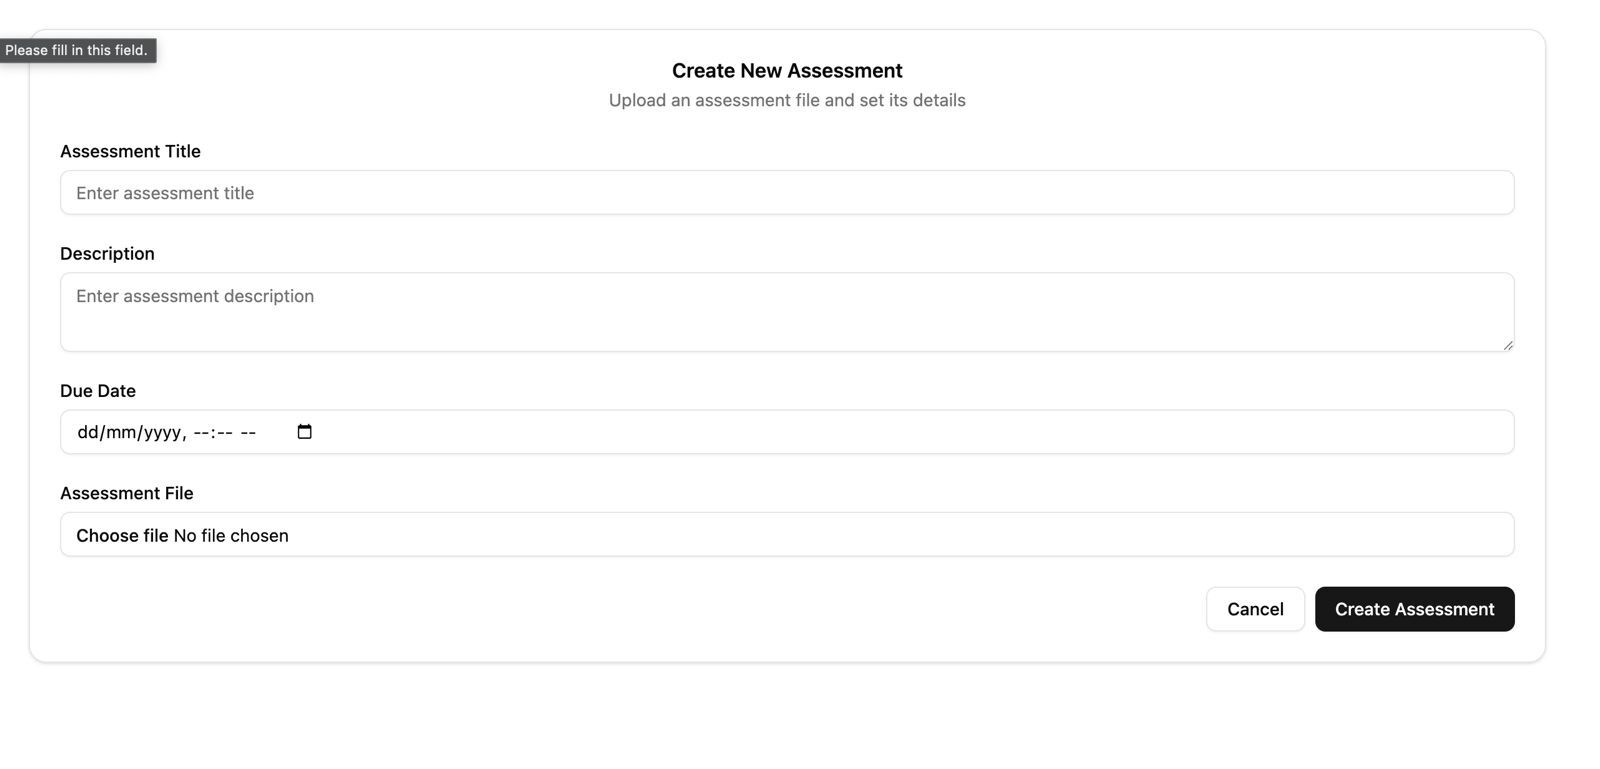 Please fill in this field.
Create New Assessment
Upload an assessment file and set its details
Assessment Title
Enter assessment title
Description
Enter assessment description
Due Date
dd/mm/yyyy, --:-- --
Assessment File
Choose file No file chosen
Cancel
Create Assessment